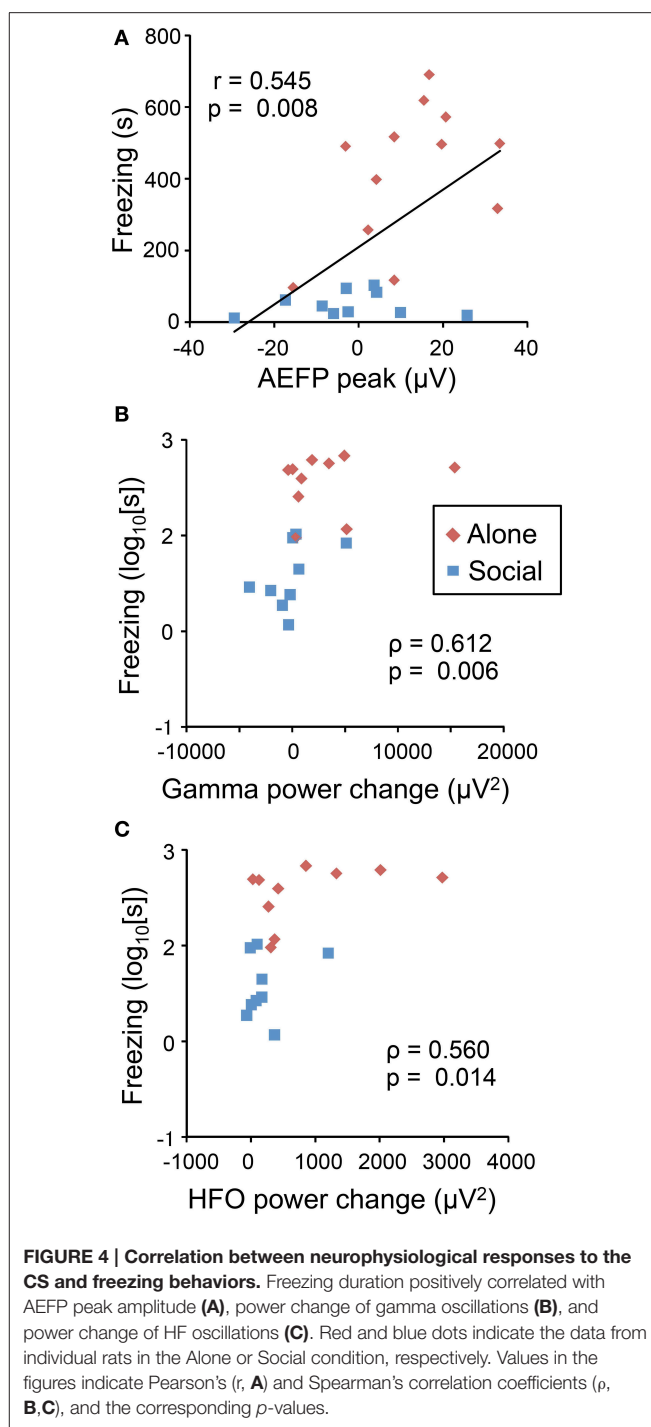 A
800
600
400
200
0
Freezing (s)
r = 0.545
p = 0.008
-40 -20 0 20 40
AEFP peak (µV)
B
3
2
0
-1
Freezing (log₁₀[s])
Alone
Social
ρ = 0.612
p = 0.006
-10000 0 10000 20000
Gamma power change (µV²)
C
3
2
0
-1
Freezing (log₁₀[s])
ρ = 0.560
p = 0.014
-1000 0 1000 2000 3000 4000
HFO power change (µV²)
FIGURE 4 | Correlation between neurophysiological responses to the
CS and freezing behaviors. Freezing duration positively correlated with
AEFP peak amplitude (A), power change of gamma oscillations (B), and
power change of HF oscillations (C). Red and blue dots indicate the data from
individual rats in the Alone or Social condition, respectively. Values in the
figures indicate Pearson's (r, A) and Spearman's correlation coefficients (ρ,
B,C), and the corresponding p-values.